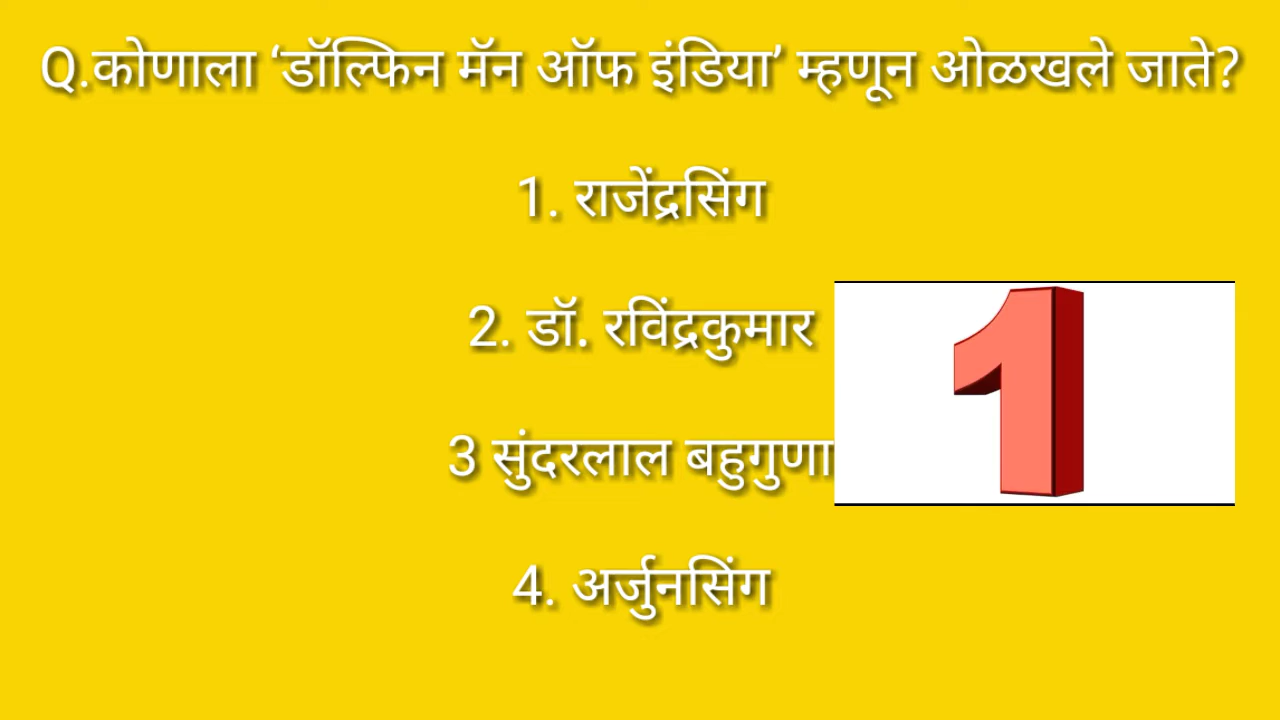 Q.कोणाला ‘डॉल्फिन मॅन ऑफ इंडिया’ म्हणून ओळखले जाते?
1. राजेंद्रसिंग
2. डॉ. रविंद्रकुमार
3 सुंदरलाल बहुगुणा
4. अर्जुनसिंग
1